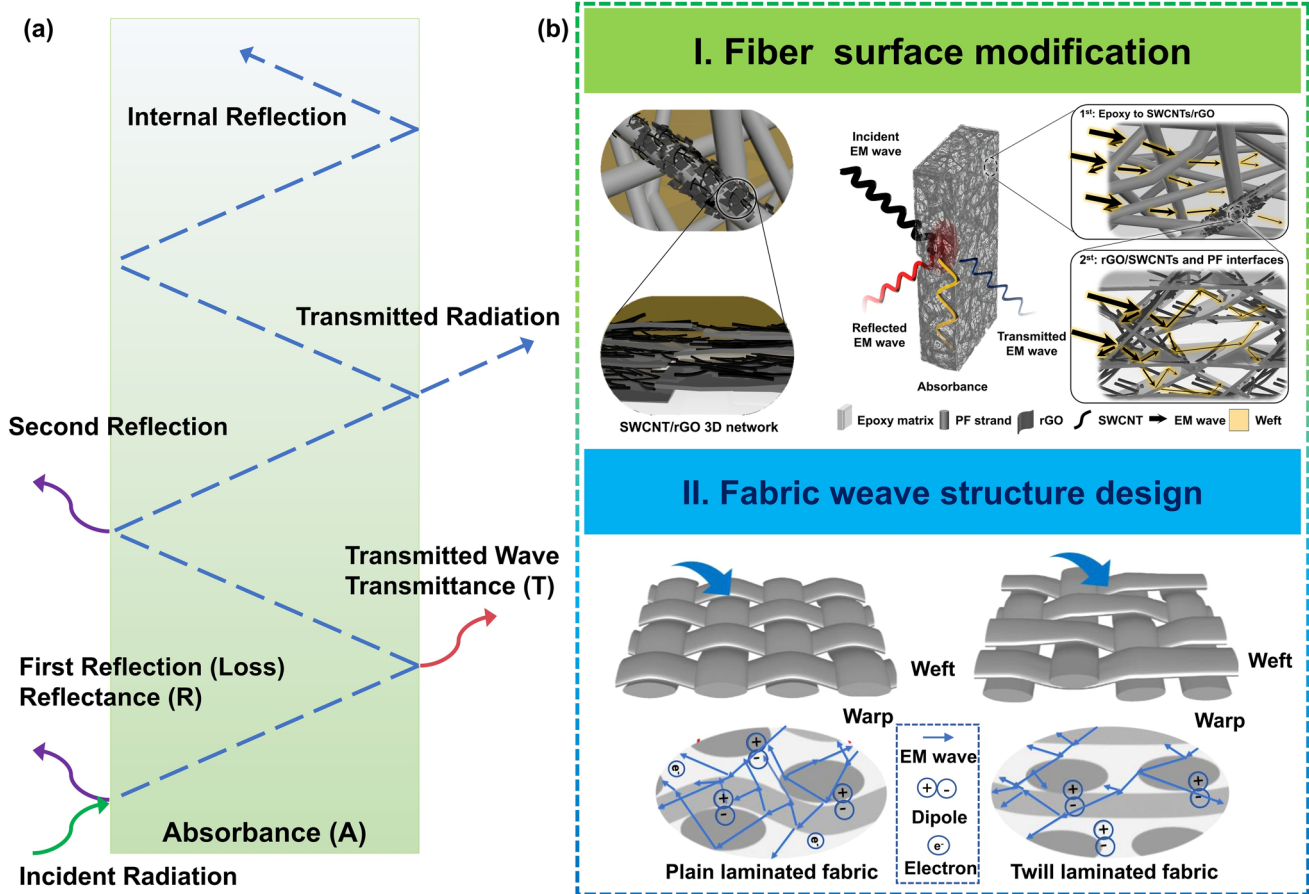 (a)
Internal Reflection
Transmitted Radiation
Second Reflection
Transmitted Wave
Transmittance (T)
First Reflection (Loss)
Reflectance (R)
Absorbance (A)
Incident Radiation
(b)
I. Fiber surface modification
Incident
EM wave
Reflected
EM wave
Transmitted
EM wave
Absorbance
SWCNT/rGO 3D network
1st: Epoxy to SWCNTs/rGO
2st: rGO/SWCNTs and PF interfaces
Epoxy matrix
PF strand
rGO
SWCNT
EM wave
Weft
II. Fabric weave structure design
Weft
Warp
Weft
Warp
+
-
e-
+
-
+
-
e-
Plain laminated fabric
EM wave
+ -
Dipole
e-
Electron
+
-
+
-
+
-
Twill laminated fabric